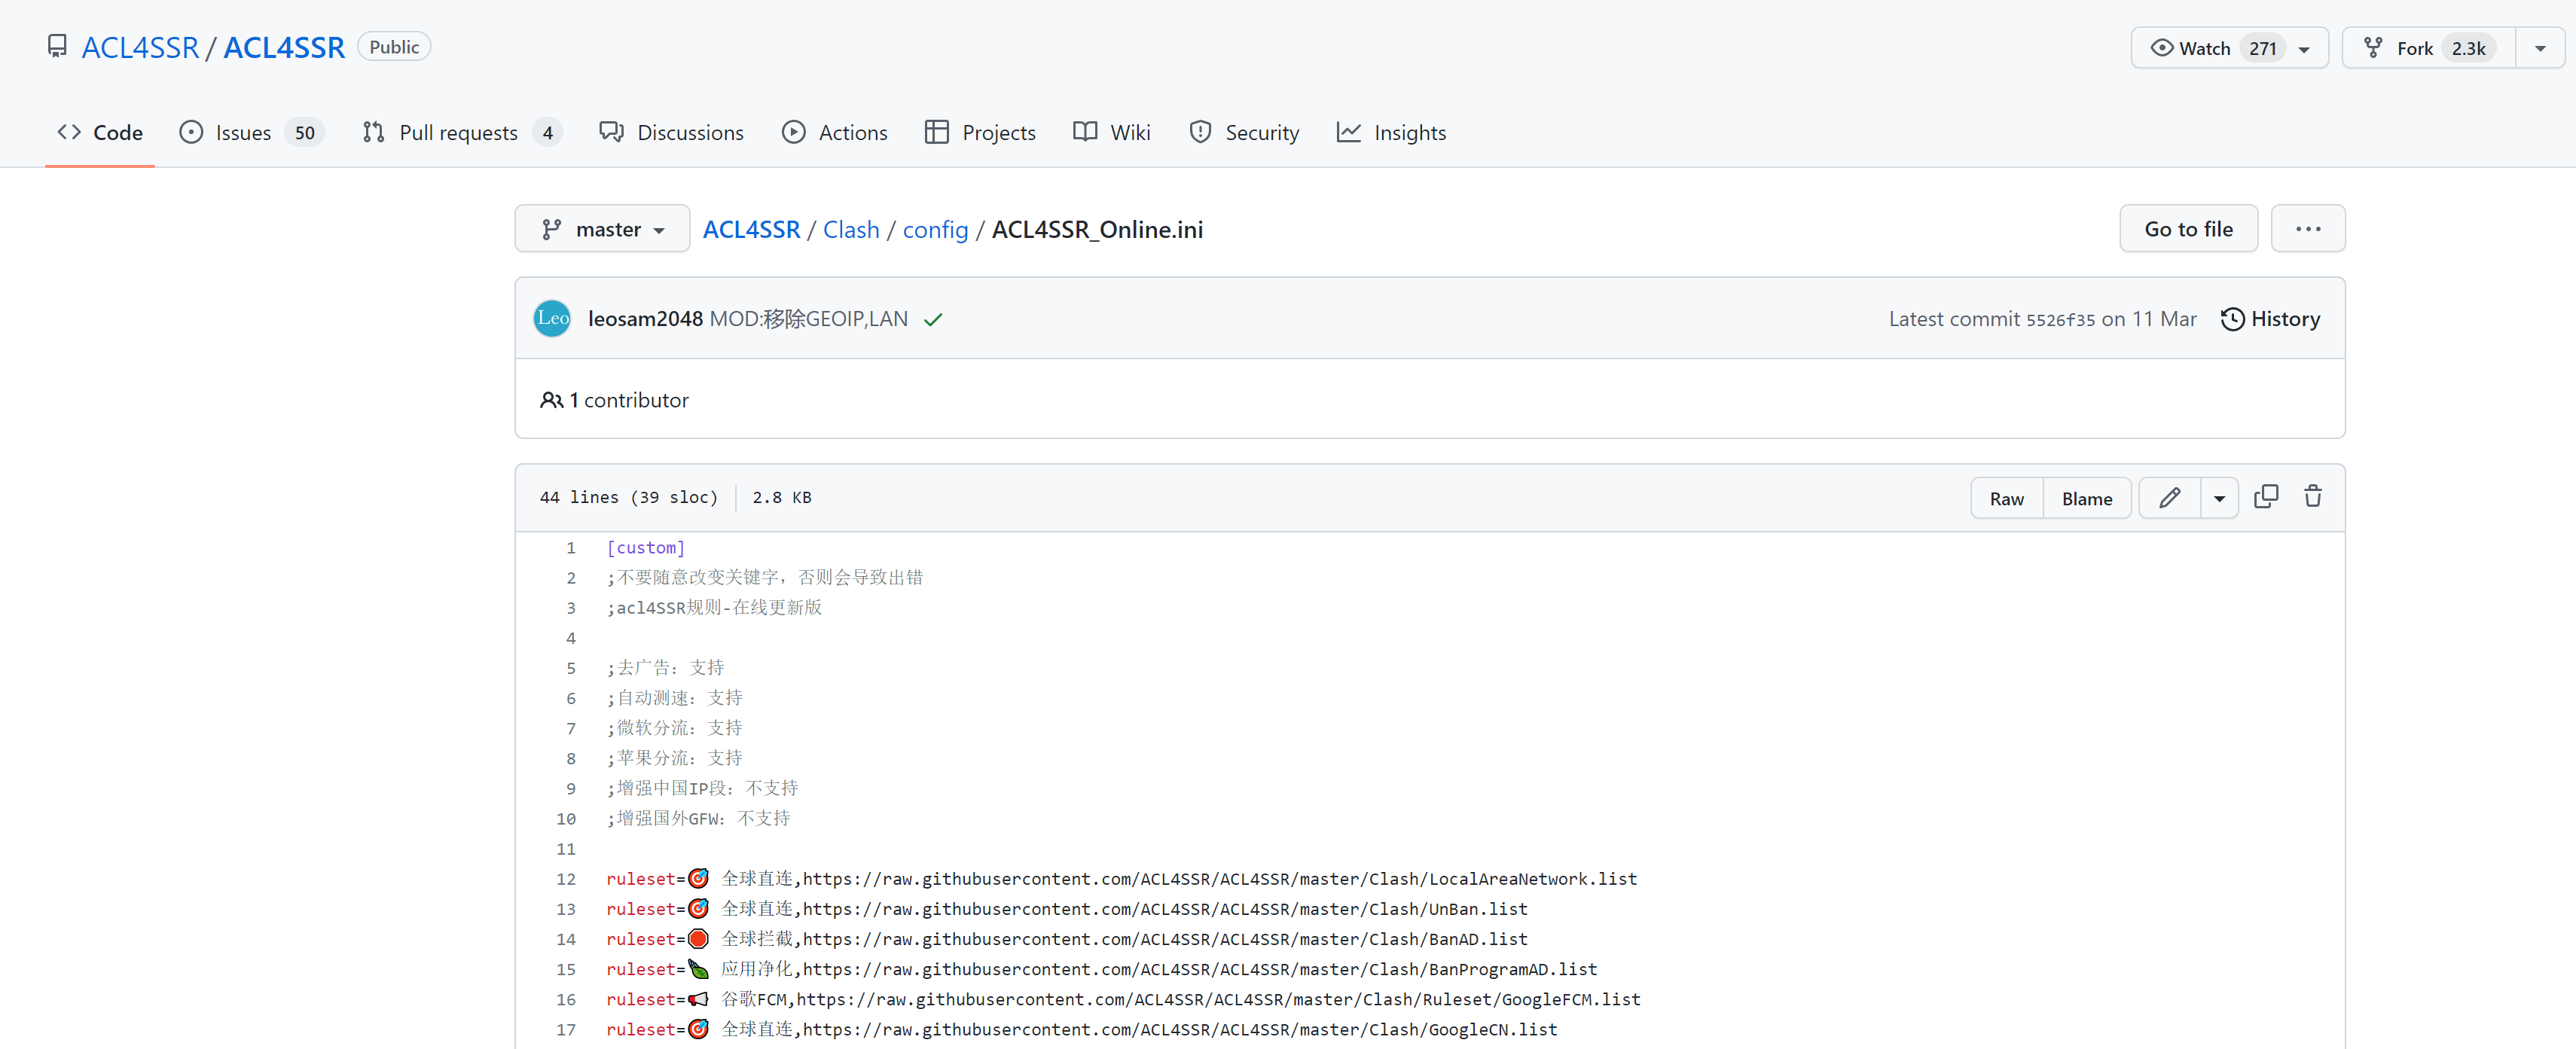 ACL4SSR / ACL4SSR Public
Watch 271
Fork 2.3k
Code
Issues 50
Pull requests 4
Discussions
Actions
Projects
Wiki
Security
Insights
master
ACL4SSR / Clash / config / ACL4SSR_Online.ini
Go to file
...
Leo
leosam2048 MOD:移除GEOIP,LAN
Latest commit 5526f35 on 11 Mar
History
1 contributor
44 lines (39 sloc)
2.8 KB
Raw
Blame
1 [custom]
2 ;不要随意改变关键字，否则会导致出错
3 ;acl4SSR规则-在线更新版
4
5 ;去广告：支持
6 ;自动测速：支持
7 ;微软分流：支持
8 ;苹果分流：支持
9 ;增强中国IP段：不支持
10 ;增强国外GFW：不支持
11
12 ruleset=🎯 全球直连,https://raw.githubusercontent.com/ACL4SSR/ACL4SSR/master/Clash/LocalAreaNetwork.list
13 ruleset=🎯 全球直连,https://raw.githubusercontent.com/ACL4SSR/ACL4SSR/master/Clash/UnBan.list
14 ruleset=🛑 全球拦截,https://raw.githubusercontent.com/ACL4SSR/ACL4SSR/master/Clash/BanAD.list
15 ruleset=🍃 应用净化,https://raw.githubusercontent.com/ACL4SSR/ACL4SSR/master/Clash/BanProgramAD.list
16 ruleset=📢 谷歌FCM,https://raw.githubusercontent.com/ACL4SSR/ACL4SSR/master/Clash/Ruleset/GoogleFCM.list
17 ruleset=🎯 全球直连,https://raw.githubusercontent.com/ACL4SSR/ACL4SSR/master/Clash/GoogleCN.list